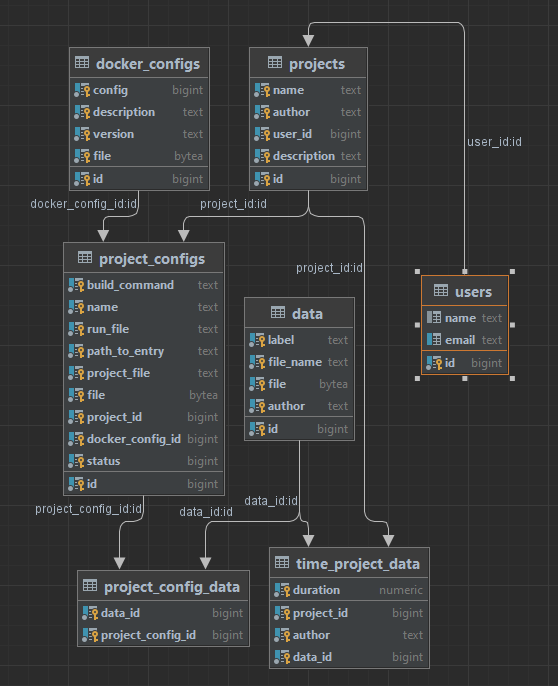 docker_configs
config bigint
description text
version text
file bytea
id bigint
projects
name text
author text
user_id bigint
description text
id bigint
user_id:id
docker_config_id:id
project_id:id
project_id:id
project_configs
build_command text
name text
run_file text
path_to_entry text
project_file text
file bytea
project_id bigint
docker_config_id bigint
status bigint
id bigint
data
label text
file_name text
file bytea
author text
id bigint
users
name text
email text
id bigint
project_config_id:id
data_id:id
data_id:id
project_config_data
data_id bigint
project_config_id bigint
time_project_data
duration numeric
project_id bigint
author text
data_id bigint